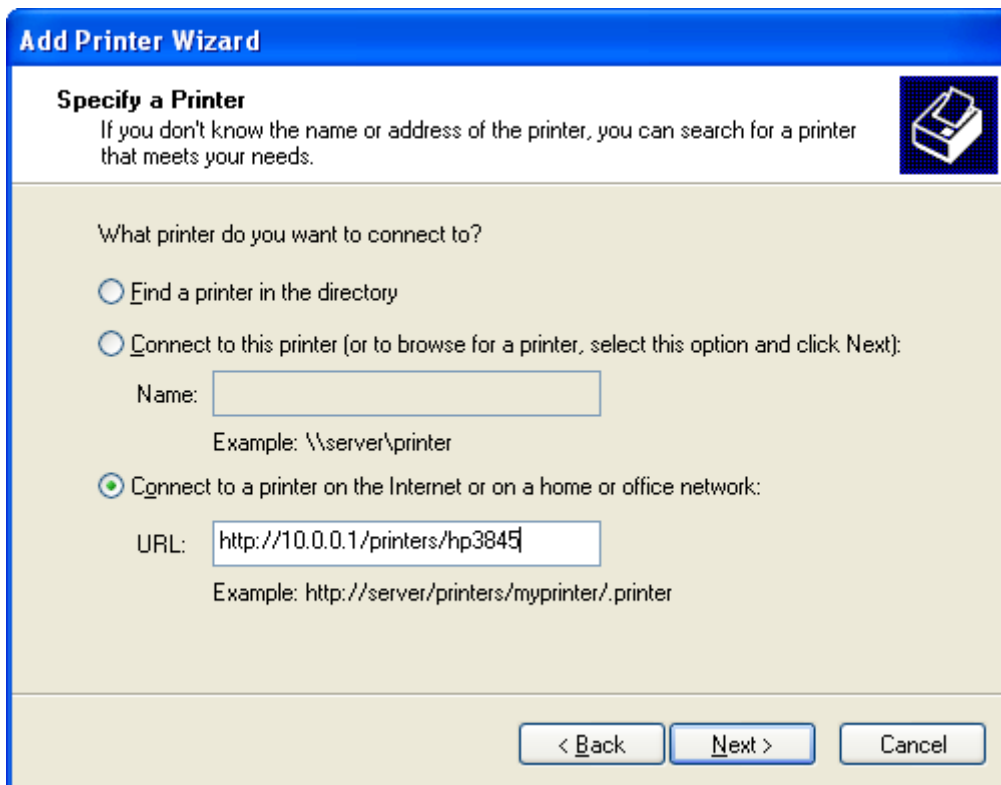 Add Printer Wizard
Specify a Printer
If you don't know the name or address of the printer, you can search for a printer
that meets your needs.
What printer do you want to connect to?
Find a printer in the directory
Connect to this printer (or to browse for a printer, select this option and click Next):
Name:
Example: \\server\printer
Connect to a printer on the Internet or on a home or office network:
URL: http://10.0.0.1/printers/hp3845
Example: http://server/printers/myprinter/.printer
< Back Next > Cancel